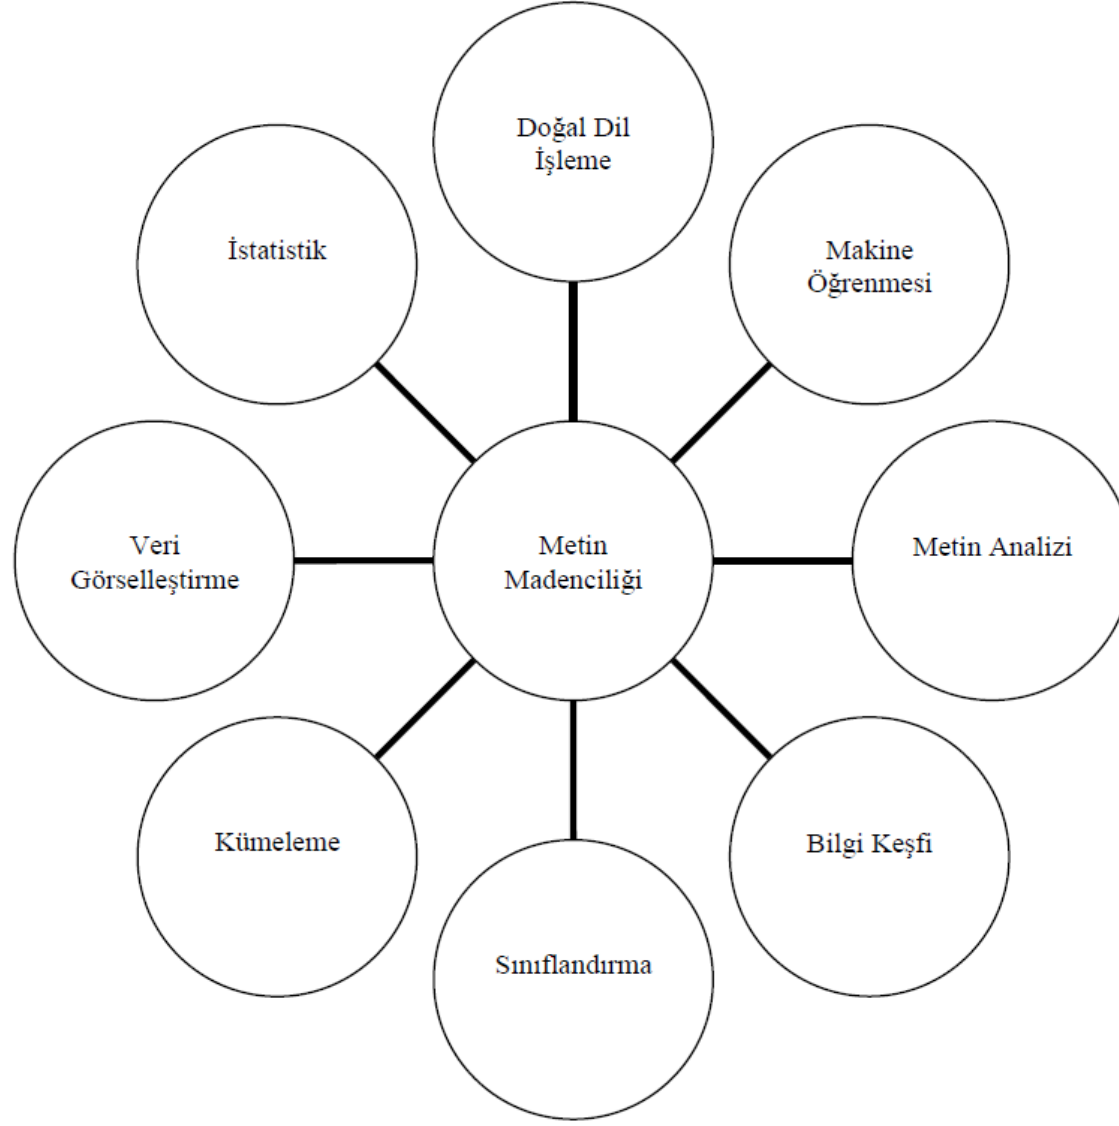 Doğal Dil
İşleme
İstatistik
Makine
Öğrenmesi
Veri
Görselleştirme
Metin
Madenciliği
Metin Analizi
Kümeleme
Bilgi Keşfi
Sınıflandırma